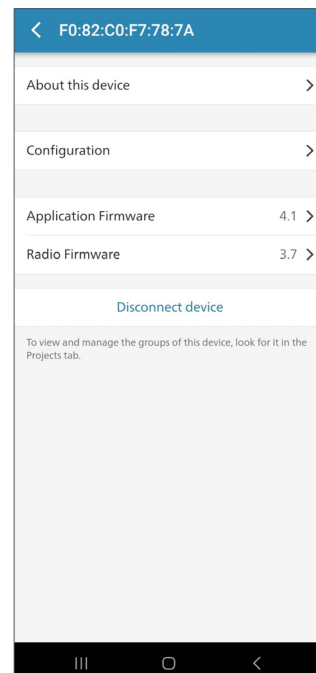 F0:82:C0:F7:78:7A
About this device
Configuration
Application Firmware 4.1
Radio Firmware 3.7
Disconnect device
To view and manage the groups of this device, look for it in the
Projects tab.